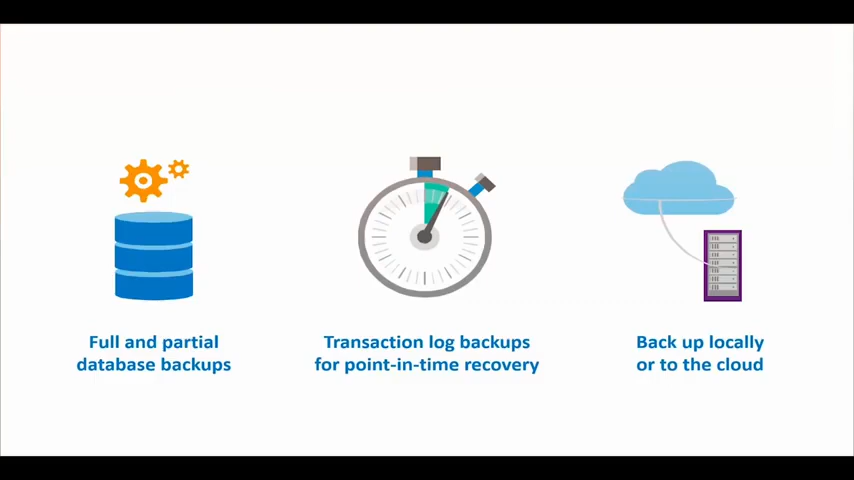 Full and partial
database backups
Transaction log backups
for point-in-time recovery
Back up locally
or to the cloud